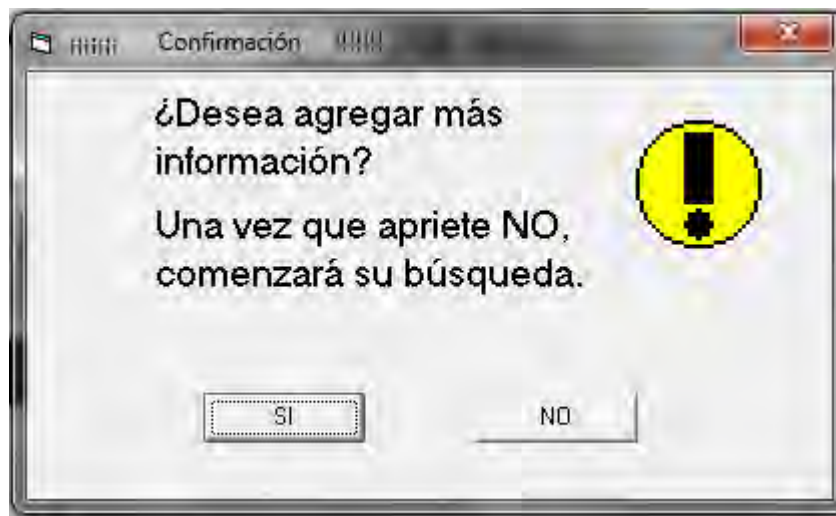 ¡¡¡¡¡¡ Confirmación ¡¡¡¡¡¡
¿Desea agregar más
información?
Una vez que apriete NO,
comenzará su búsqueda.
SI NO